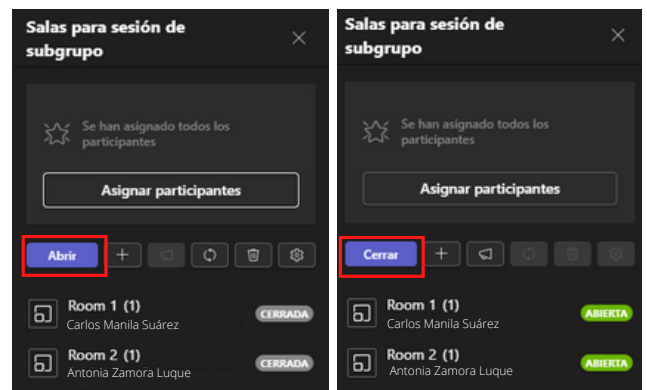 Salas para sesión de
subgrupo
Se han asignado todos los
participantes
Asignar participantes
Abrir
Room 1 (1)
Carlos Manila Suárez
CERRADA
Room 2 (1)
Antonia Zamora Luque
CERRADA
Salas para sesión de
subgrupo
Se han asignado todos los
participantes
Asignar participantes
Cerrar
Room 1 (1)
Carlos Manila Suárez
ABIERTA
Room 2 (1)
Antonia Zamora Luque
ABIERTA